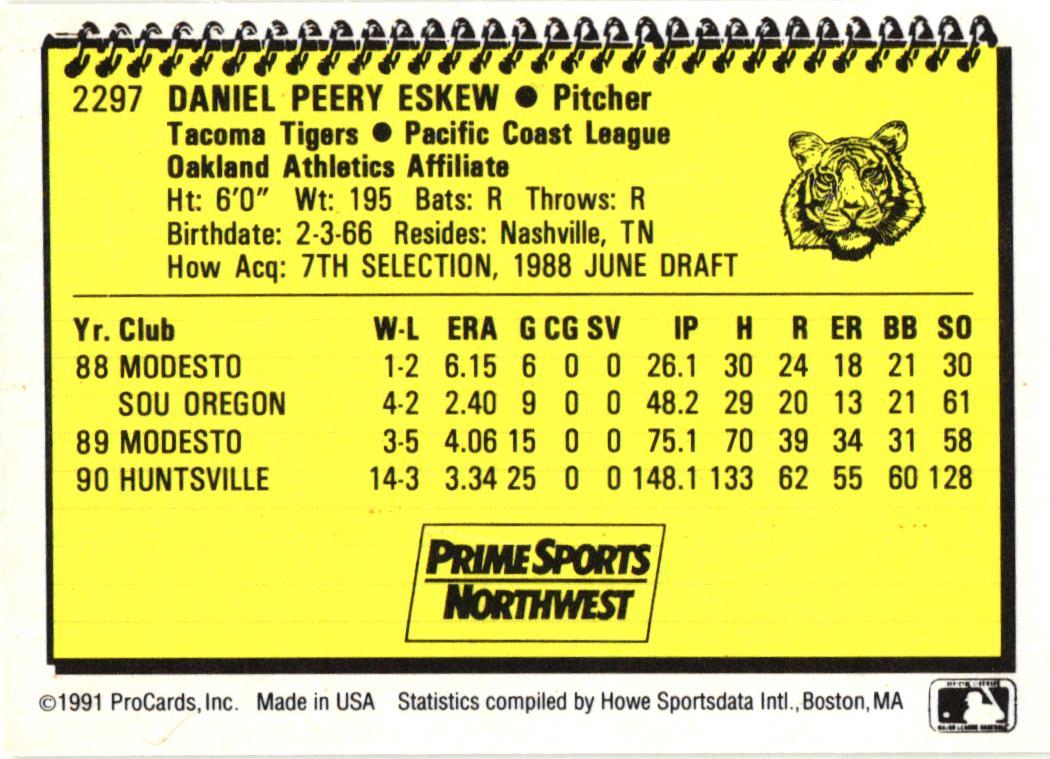 2297 DANIEL PEERY ESKEW ● Pitcher
Tacoma Tigers ● Pacific Coast League
Oakland Athletics Affiliate
Ht: 6'0" Wt: 195 Bats: R Throws: R
Birthdate: 2-3-66 Resides: Nashville, TN
How Acq: 7TH SELECTION, 1988 JUNE DRAFT
Yr. Club W-L ERA G CG SV IP H R ER BB SO
88 MODESTO 1-2 6.15 6 0 0 26.1 30 24 18 21 30
SOU OREGON 4-2 2.40 9 0 0 48.2 29 20 13 21 61
89 MODESTO 3-5 4.06 15 0 0 75.1 70 39 34 31 58
90 HUNTSVILLE 14-3 3.34 25 0 0 148.1 133 62 55 60 128
PRIME SPORTS
NORTHWEST
©1991 ProCards, Inc. Made in USA Statistics compiled by Howe Sportsdata Intl., Boston, MA